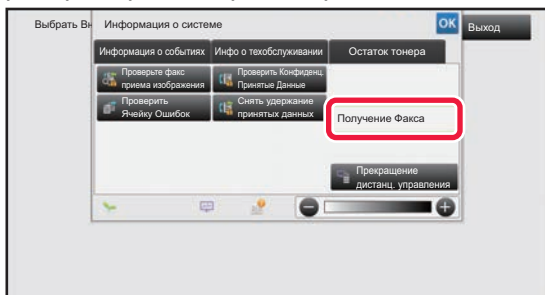 Выбрать Вн
Информация о системе
OK
Выход
Информация о событиях
Инфо о техобслуживании
Остаток тонера
Проверьте факс
приема изображения
Проверить Конфиденц.
Принятые Данные
Проверить
Ячейку Ошибок
Снять удержание
принятых данных
Получение Факса
Прекращение
дистанц. управления